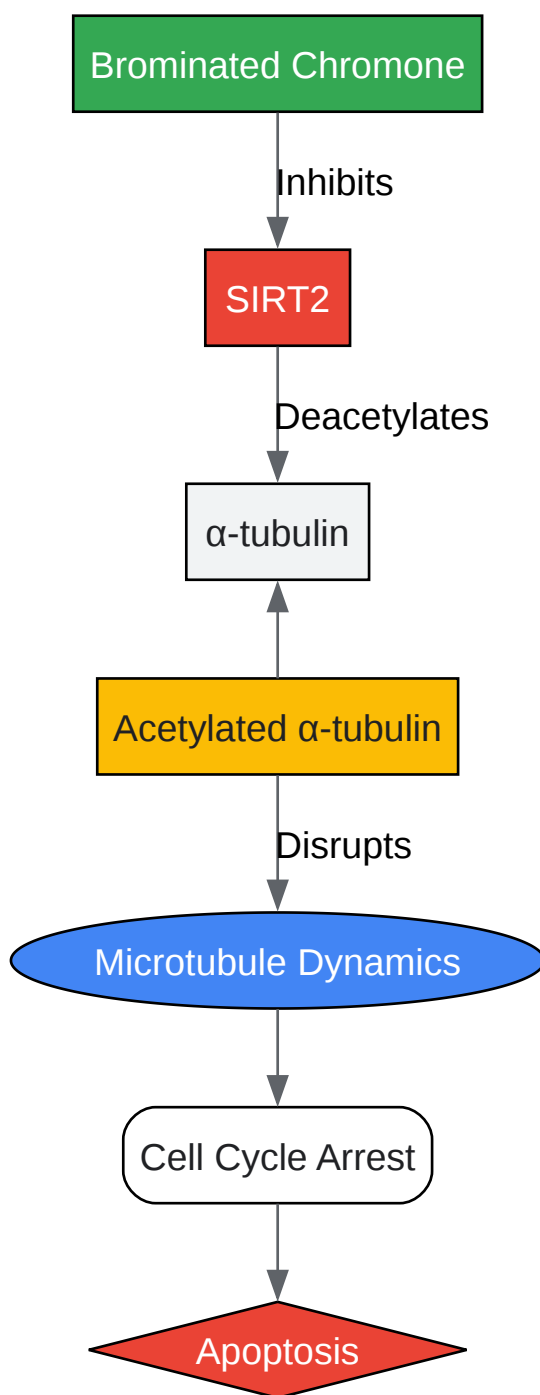 Brominated Chromone
Inhibits
SIRT2
Deacetylates
α-tubulin
Acetylated α-tubulin
Disrupts
Microtubule Dynamics
Cell Cycle Arrest
Apoptosis